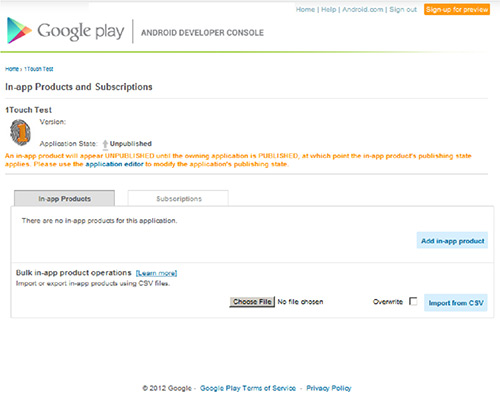 Home | Help | Android.com | Sign out Sign-up for preview
Google play ANDROID DEVELOPER CONSOLE
Home › 1Touch Test
In-app Products and Subscriptions
1Touch Test
Version:
Application State: Unpublished
An in-app product will appear UNPUBLISHED until the owning application is PUBLISHED, at which point the in-app product's publishing state
applies. Please use the application editor to modify the application's publishing state.
In-app Products Subscriptions
There are no in-app products for this application.
Add in-app product
Bulk in-app product operations [Learn more]
Import or export in-app products using CSV files.
Choose File No file chosen Overwrite Import from CSV
© 2012 Google - Google Play Terms of Service - Privacy Policy